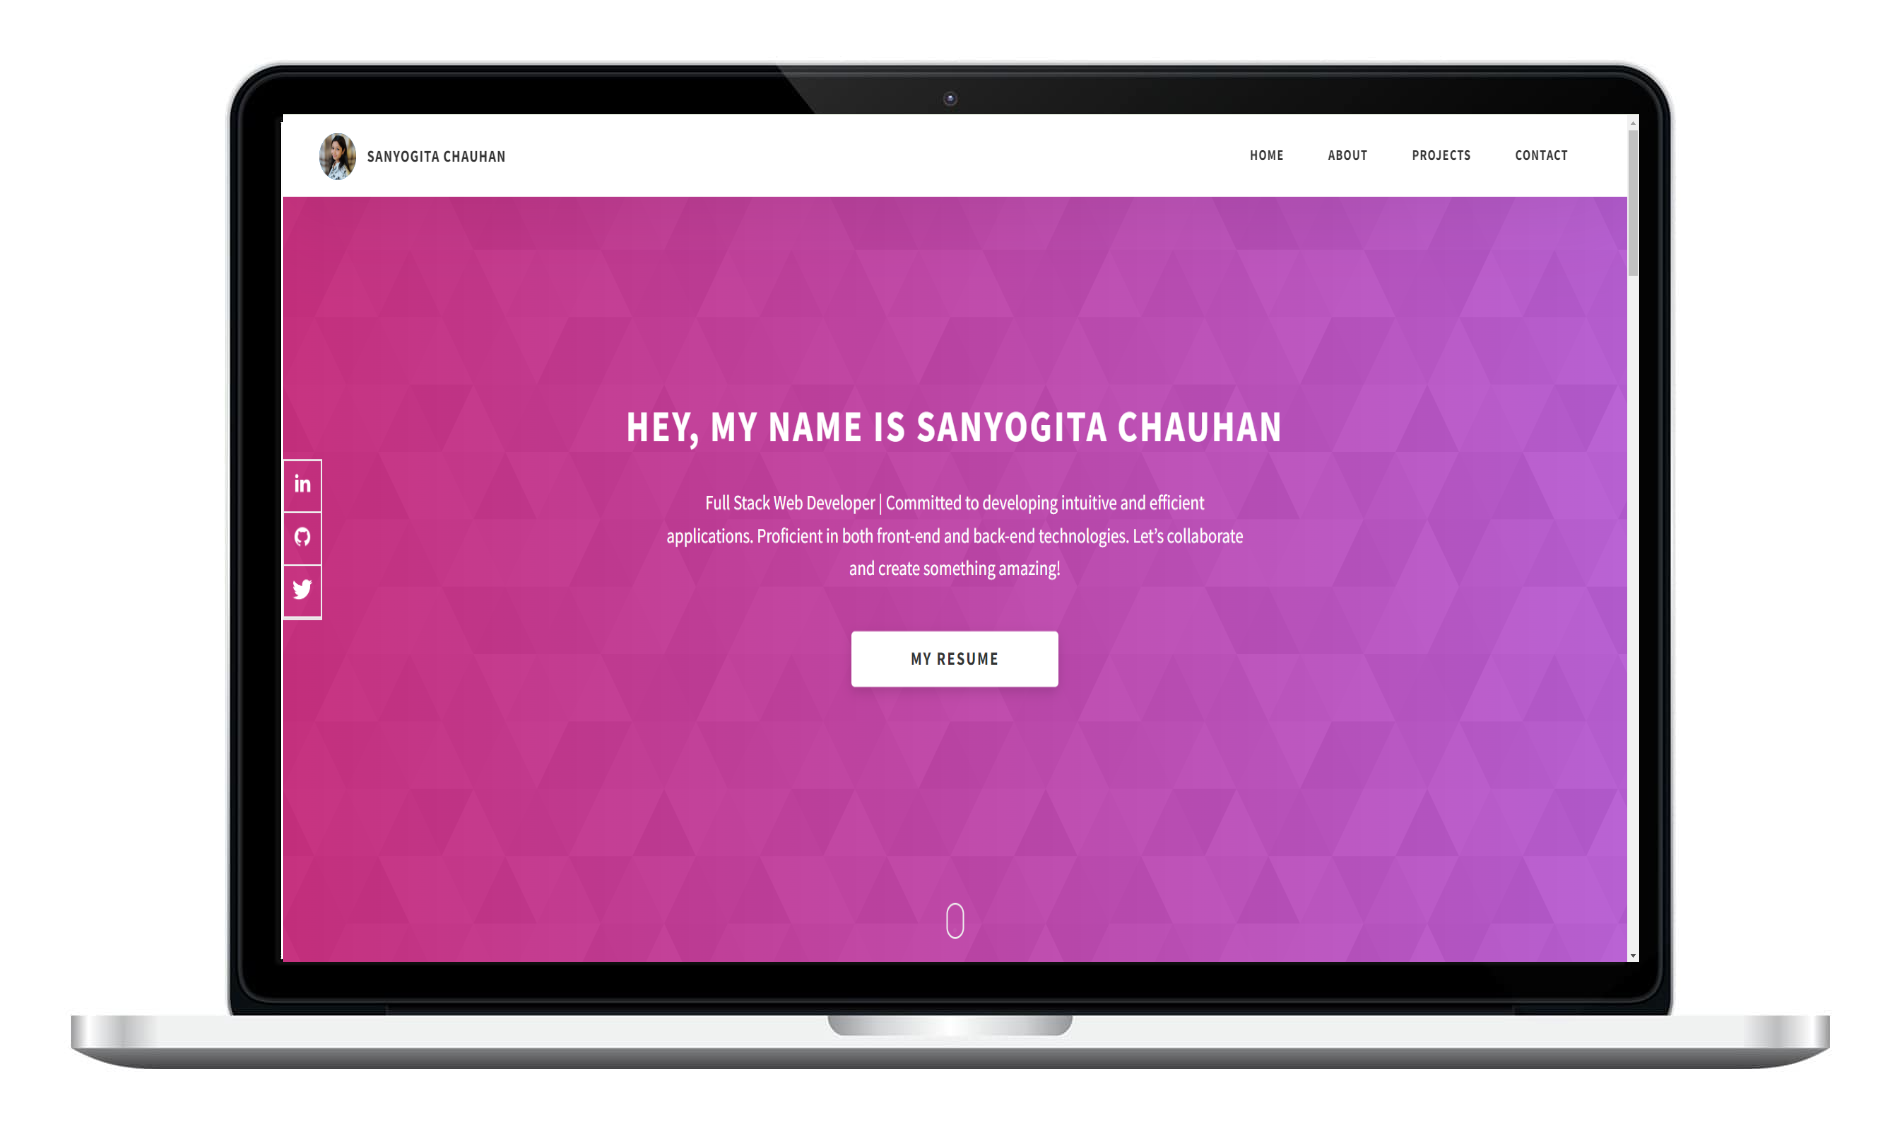 SANYOGITA CHAUHAN
HOME ABOUT PROJECTS CONTACT
HEY, MY NAME IS SANYOGITA CHAUHAN
Full Stack Web Developer | Committed to developing intuitive and efficient
applications. Proficient in both front-end and back-end technologies. Let's collaborate
and create something amazing!
in
MY RESUME